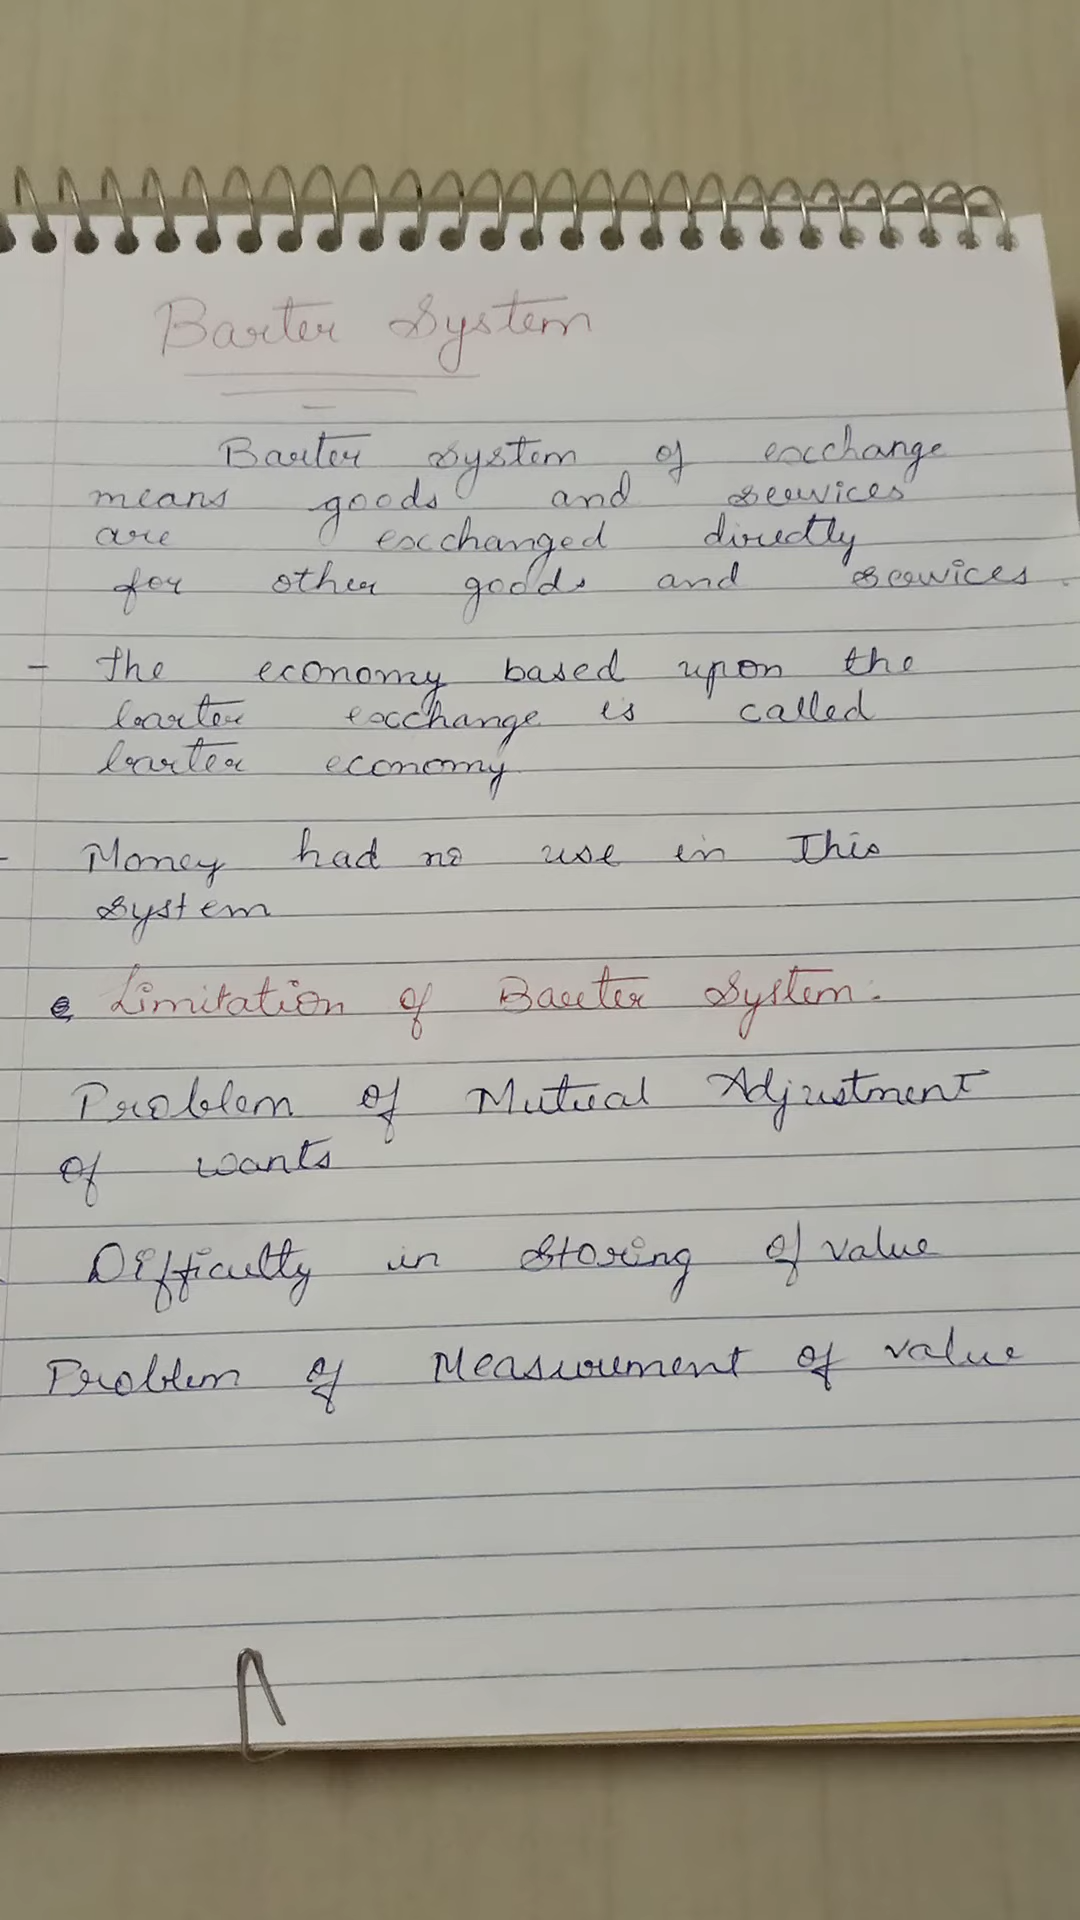 Barter System
Barter system of exchange
means goods and services
are exchanged directly
for other goods and services.
- The economy based upon the
barter exchange is called
barter economy
- Money had no use in This
System
Limitation of Barter System:
Problem of Mutual Adjustment
of wants
Difficulty in Storing of value
Problem of Measurement of value